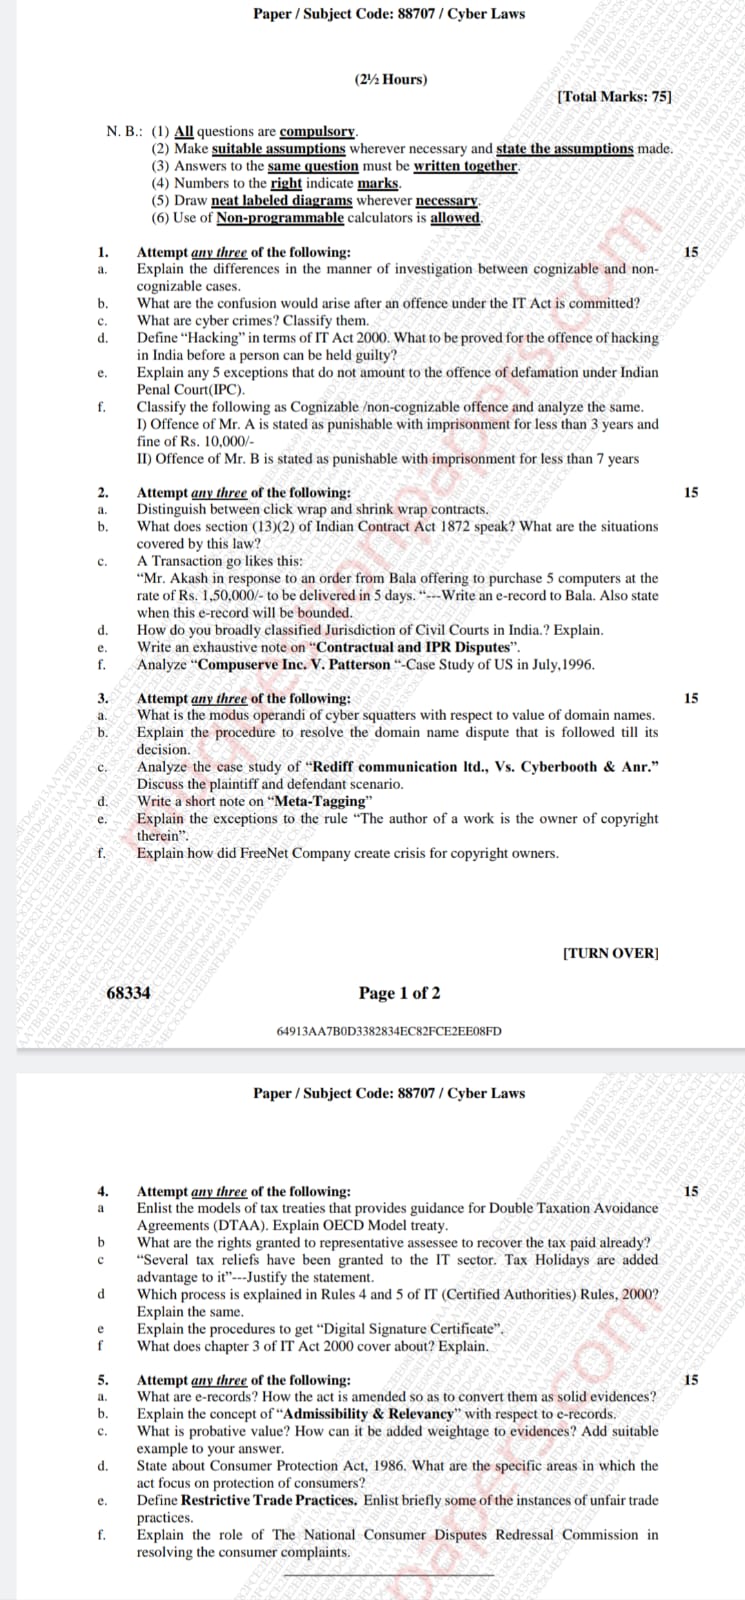 Paper / Subject Code: 88707 / Cyber Laws
(2½ Hours)
[Total Marks: 75]
N. B.: (1) All questions are compulsory.
(2) Make suitable assumptions wherever necessary and state the assumptions made.
(3) Answers to the same question must be written together.
(4) Numbers to the right indicate marks.
(5) Draw neat labeled diagrams wherever necessary.
(6) Use of Non-programmable calculators is allowed.
1. Attempt any three of the following: 15
a. Explain the differences in the manner of investigation between cognizable and non-
cognizable cases.
b. What are the confusion would arise after an offence under the IT Act is committed?
c. What are cyber crimes? Classify them.
d. Define “Hacking” in terms of IT Act 2000. What to be proved for the offence of hacking
in India before a person can be held guilty?
e. Explain any 5 exceptions that do not amount to the offence of defamation under Indian
Penal Court(IPC).
f. Classify the following as Cognizable /non-cognizable offence and analyze the same.
I) Offence of Mr. A is stated as punishable with imprisonment for less than 3 years and
fine of Rs. 10,000/-
II) Offence of Mr. B is stated as punishable with imprisonment for less than 7 years
2. Attempt any three of the following: 15
a. Distinguish between click wrap and shrink wrap contracts.
b. What does section (13)(2) of Indian Contract Act 1872 speak? What are the situations
covered by this law?
c. A Transaction go likes this:
“Mr. Akash in response to an order from Bala offering to purchase 5 computers at the
rate of Rs. 1,50,000/- to be delivered in 5 days. “---Write an e-record to Bala. Also state
when this e-record will be bounded.
d. How do you broadly classified Jurisdiction of Civil Courts in India.? Explain.
e. Write an exhaustive note on “Contractual and IPR Disputes”.
f. Analyze “Compuserve Inc. V. Patterson “-Case Study of US in July,1996.
3. Attempt any three of the following: 15
a. What is the modus operandi of cyber squatters with respect to value of domain names.
b. Explain the procedure to resolve the domain name dispute that is followed till its
decision.
c. Analyze the case study of “Rediff communication ltd., Vs. Cyberbooth & Anr.”
Discuss the plaintiff and defendant scenario.
d. Write a short note on “Meta-Tagging”
e. Explain the exceptions to the rule “The author of a work is the owner of copyright
therein”.
f. Explain how did FreeNet Company create crisis for copyright owners.
[TURN OVER]
68334 Page 1 of 2
64913AA7B0D3382834EC82FCE2EE08FD
Paper / Subject Code: 88707 / Cyber Laws
4. Attempt any three of the following: 15
a Enlist the models of tax treaties that provides guidance for Double Taxation Avoidance
Agreements (DTAA). Explain OECD Model treaty.
b What are the rights granted to representative assessee to recover the tax paid already?
c “Several tax reliefs have been granted to the IT sector. Tax Holidays are added
advantage to it”---Justify the statement.
d Which process is explained in Rules 4 and 5 of IT (Certified Authorities) Rules, 2000?
Explain the same.
e Explain the procedures to get “Digital Signature Certificate”.
f What does chapter 3 of IT Act 2000 cover about? Explain.
5. Attempt any three of the following: 15
a. What are e-records? How the act is amended so as to convert them as solid evidences?
b. Explain the concept of “Admissibility & Relevancy” with respect to e-records.
c. What is probative value? How can it be added weightage to evidences? Add suitable
example to your answer.
d. State about Consumer Protection Act, 1986. What are the specific areas in which the
act focus on protection of consumers?
e. Define Restrictive Trade Practices. Enlist briefly some of the instances of unfair trade
practices.
f. Explain the role of The National Consumer Disputes Redressal Commission in
resolving the consumer complaints.